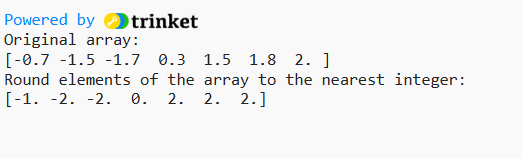 Powered by trinket
Original array:
[-0.7 -1.5 -1.7  0.3  1.5  1.8  2. ]
Round elements of the array to the nearest integer:
[-1. -2. -2.  0.  2.  2.  2.]